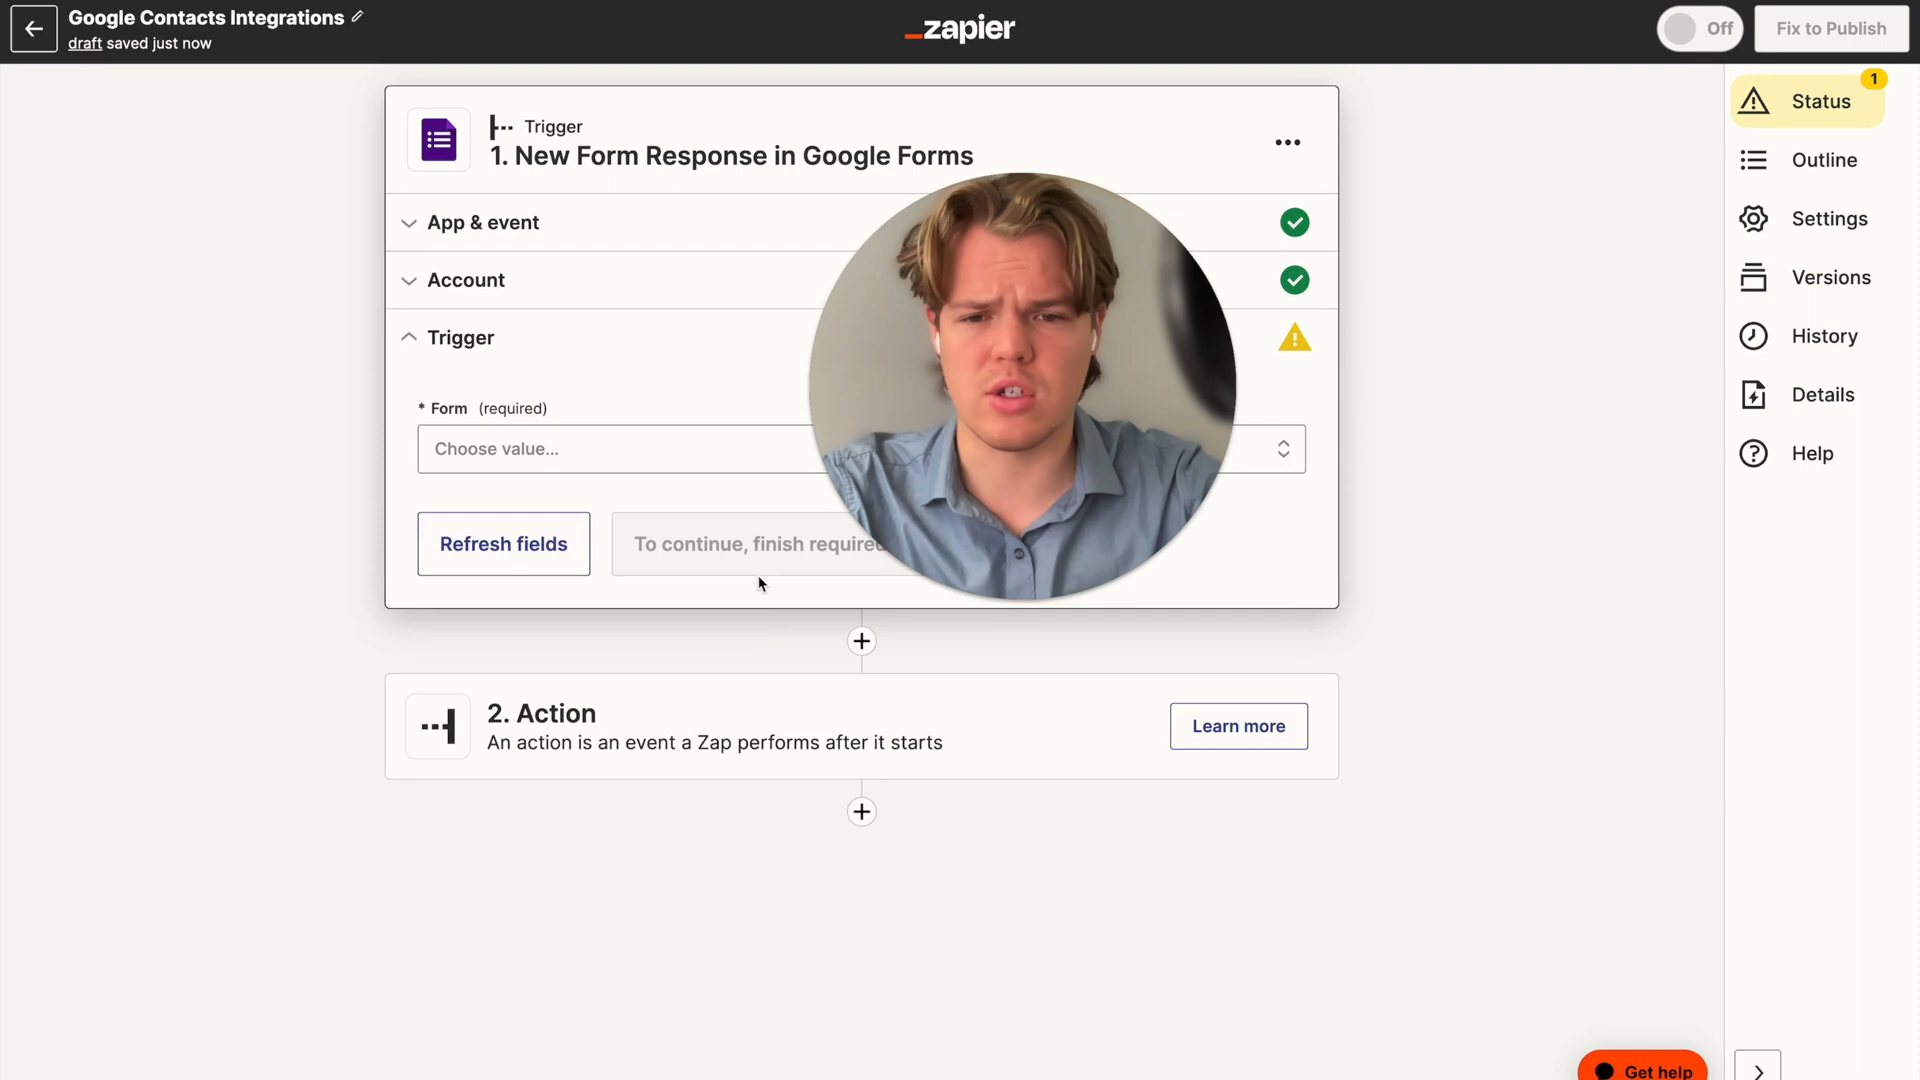 Google Contacts Integrations
draft saved just now
zapier
Off
Fix to Publish
Trigger
1. New Form Response in Google Forms
App & event
Account
Trigger
* Form (required)
Choose value...
Refresh fields
To continue, finish required
2. Action
An action is an event a Zap performs after it starts
Learn more
1
Status
Outline
Settings
Versions
History
Details
Help
Get help